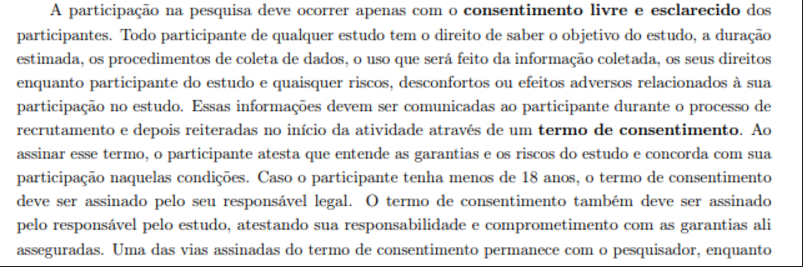 A participação na pesquisa deve ocorrer apenas com o consentimento livre e esclarecido dos
participantes. Todo participante de qualquer estudo tem o direito de saber o objetivo do estudo, a duração
estimada, os procedimentos de coleta de dados, o uso que será feito da informação coletada, os seus direitos
enquanto participante do estudo e quaisquer riscos, desconfortos ou efeitos adversos relacionados à sua
participação no estudo. Essas informações devem ser comunicadas ao participante durante o processo de
recrutamento e depois reiteradas no início da atividade através de um termo de consentimento. Ao
assinar esse termo, o participante atesta que entende as garantias e os riscos do estudo e concorda com sua
participação naquelas condições. Caso o participante tenha menos de 18 anos, o termo de consentimento
deve ser assinado pelo seu responsável legal. O termo de consentimento também deve ser assinado
pelo responsável pelo estudo, atestando sua responsabilidade e comprometimento com as garantias ali
asseguradas. Uma das vias assinadas do termo de consentimento permanece com o pesquisador, enquanto